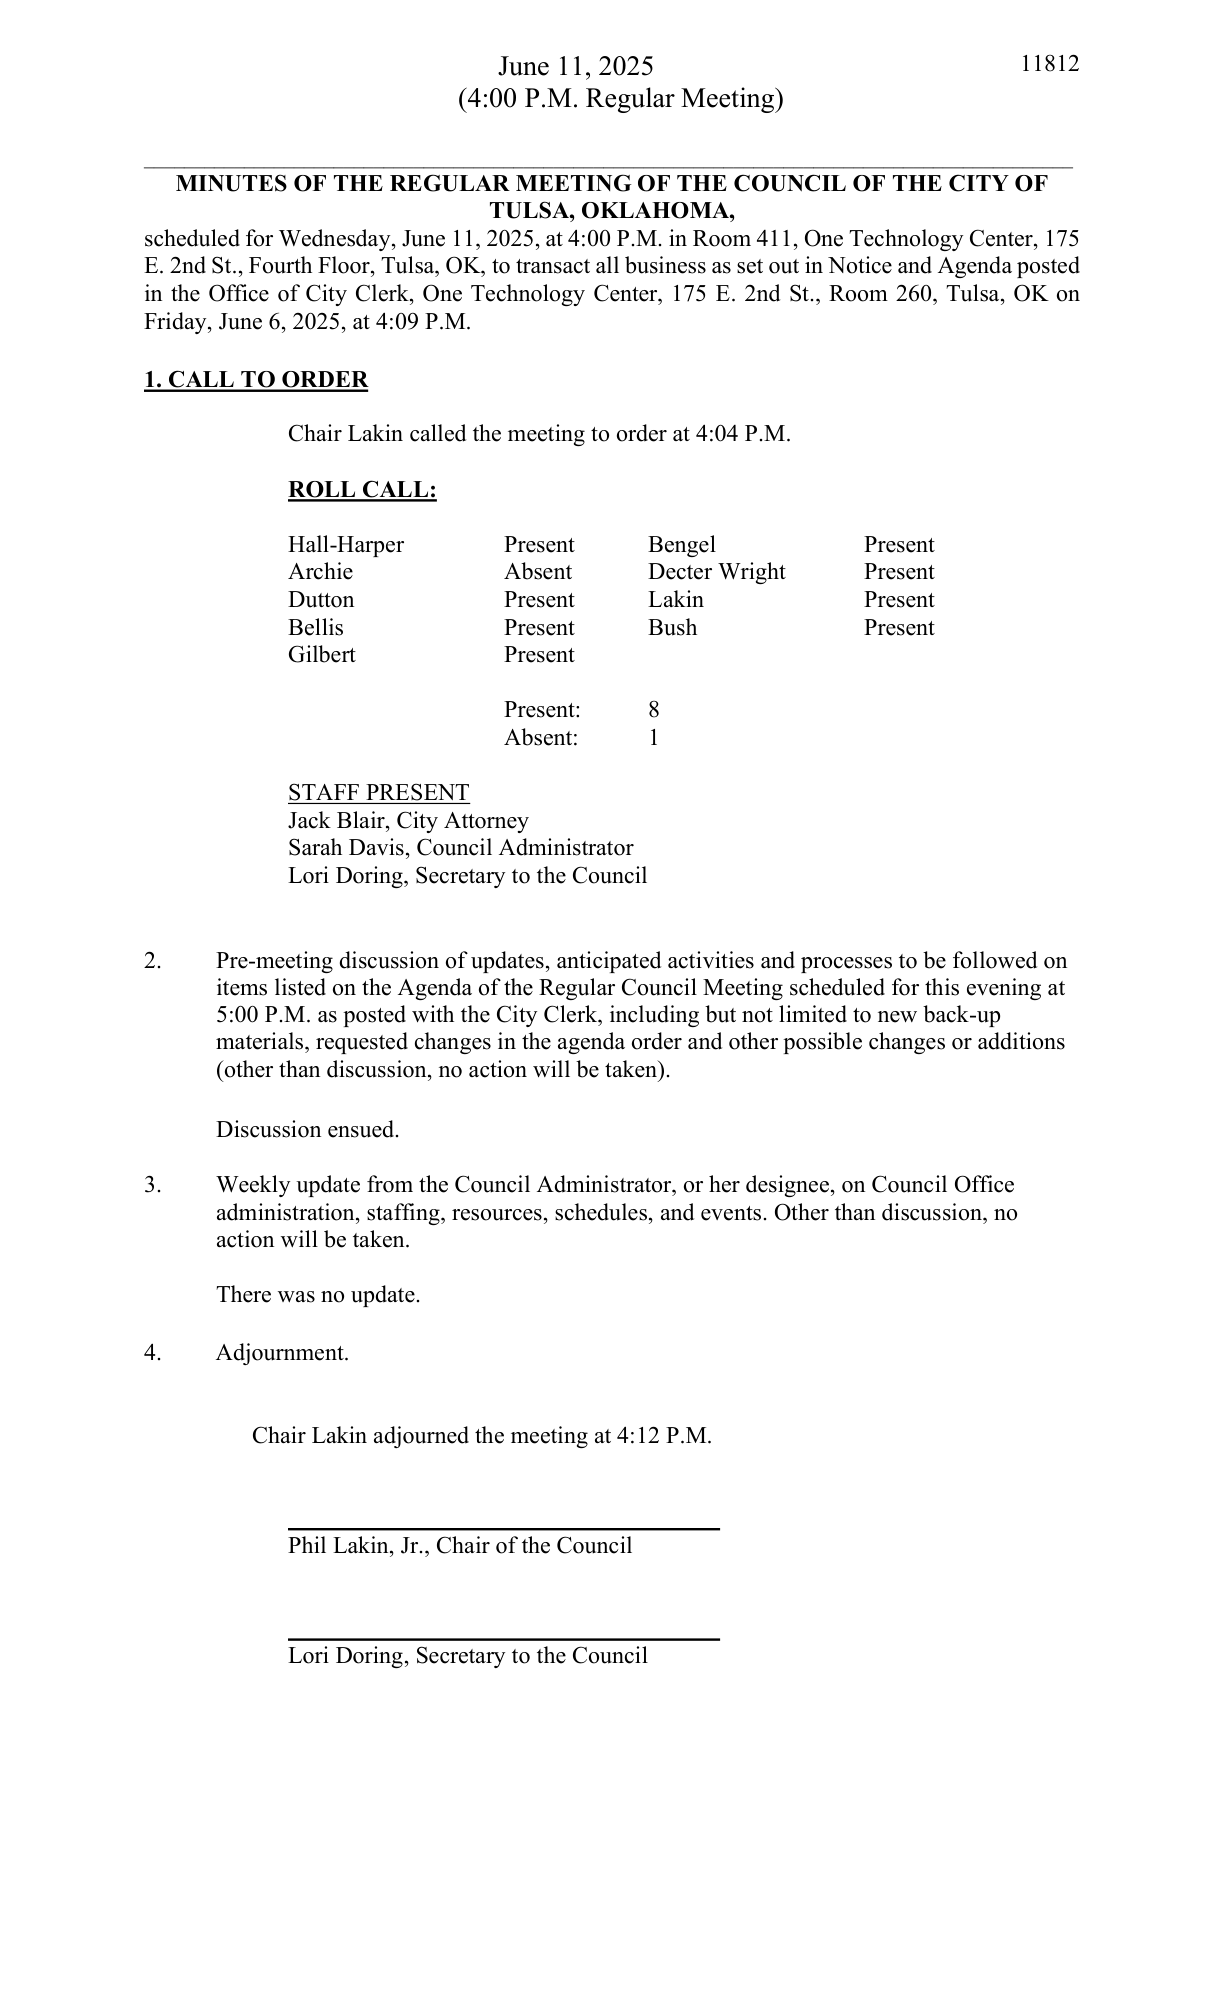 June 11, 2025 11812
(4:00 P.M. Regular Meeting)
MINUTES OF THE REGULAR MEETING OF THE COUNCIL OF THE CITY OF
TULSA, OKLAHOMA,
scheduled for Wednesday, June 11, 2025, at 4:00 P.M. in Room 411, One Technology Center, 175
E. 2nd St., Fourth Floor, Tulsa, OK, to transact all business as set out in Notice and Agenda posted
in the Office of City Clerk, One Technology Center, 175 E. 2nd St., Room 260, Tulsa, OK on
Friday, June 6, 2025, at 4:09 P.M.
1. CALL TO ORDER
Chair Lakin called the meeting to order at 4:04 P.M.
ROLL CALL:
Hall-Harper Present Bengel Present
Archie Absent Decter Wright Present
Dutton Present Lakin Present
Bellis Present Bush Present
Gilbert Present
Present: 8
Absent: 1
STAFF PRESENT
Jack Blair, City Attorney
Sarah Davis, Council Administrator
Lori Doring, Secretary to the Council
2. Pre-meeting discussion of updates, anticipated activities and processes to be followed on
items listed on the Agenda of the Regular Council Meeting scheduled for this evening at
5:00 P.M. as posted with the City Clerk, including but not limited to new back-up
materials, requested changes in the agenda order and other possible changes or additions
(other than discussion, no action will be taken).
Discussion ensued.
3. Weekly update from the Council Administrator, or her designee, on Council Office
administration, staffing, resources, schedules, and events. Other than discussion, no
action will be taken.
There was no update.
4. Adjournment.
Chair Lakin adjourned the meeting at 4:12 P.M.
Phil Lakin, Jr., Chair of the Council
Lori Doring, Secretary to the Council